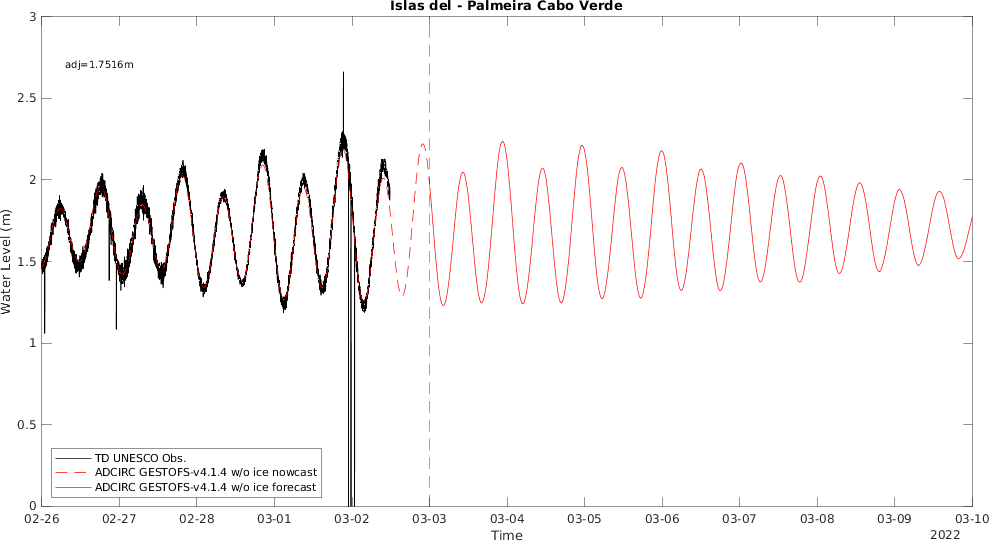 Islas del - Palmeira Cabo Verde
3
adj=1.7516m
2.5
2
1.5
1
0.5
0
Water Level (m)
TD UNESCO Obs.
ADCIRC GESTOFS-v4.1.4 w/o ice nowcast
ADCIRC GESTOFS-v4.1.4 w/o ice forecast
02-26 02-27 02-28 03-01 03-02 03-03 03-04 03-05 03-06 03-07 03-08 03-09 03-10
Time
2022